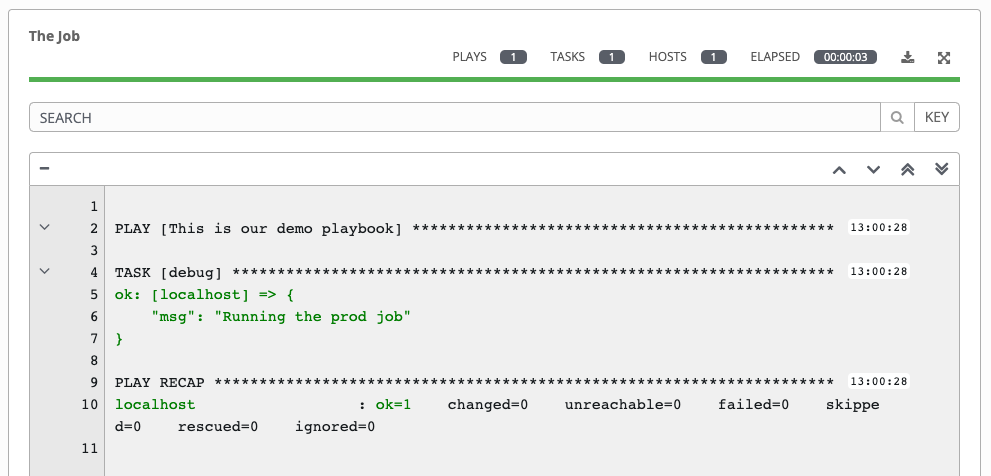 The Job
PLAYS 1 TASKS 1 HOSTS 1 ELAPSED 00:00:03
SEARCH KEY
1
2 PLAY [This is our demo playbook] *********************************************** 13:00:28
3
4 TASK [debug] ******************************************************************* 13:00:28
5 ok: [localhost] => {
6 "msg": "Running the prod job"
7 }
8
9 PLAY RECAP ********************************************************************* 13:00:28
10 localhost : ok=1 changed=0 unreachable=0 failed=0 skippe
d=0 rescued=0 ignored=0
11